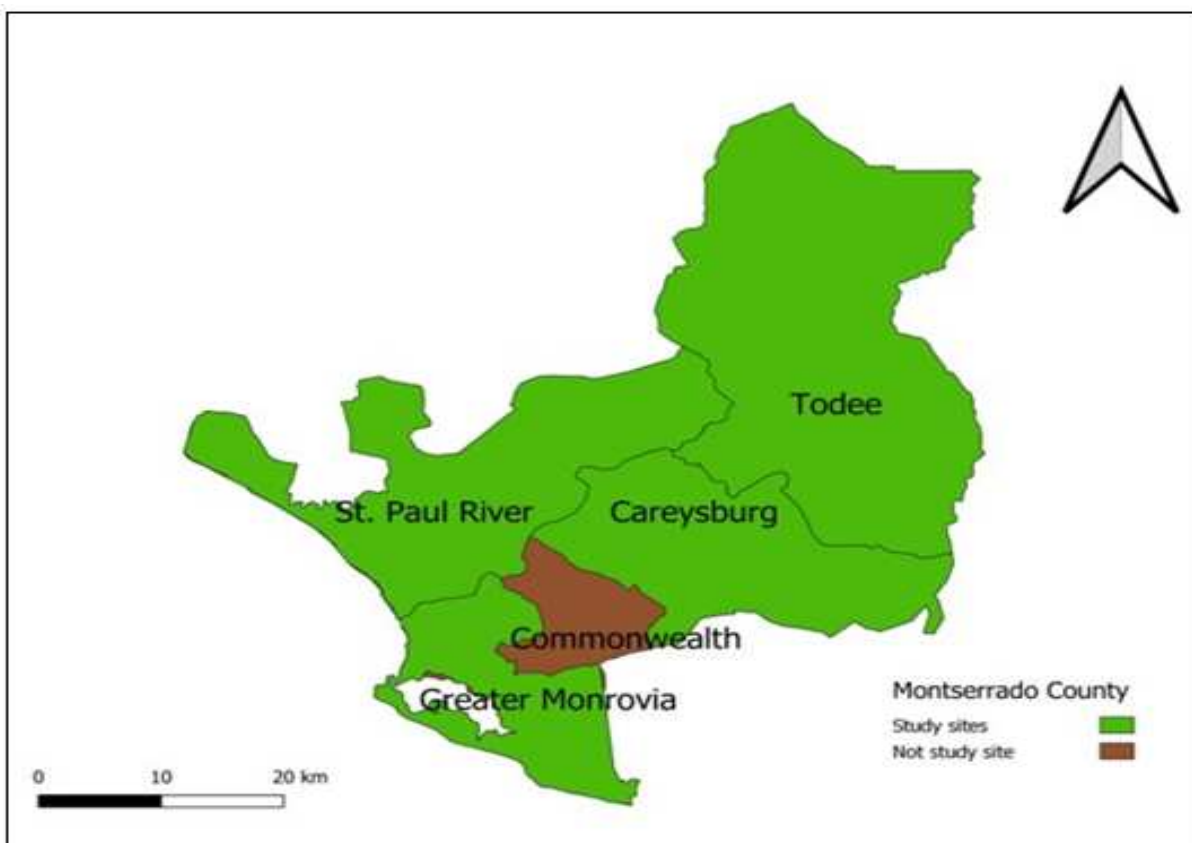 Todee
St. Paul River
Careysburg
Commonwealth
Greater Monrovia
Montserrado County
Study sites
Not study site
0 10 20 km